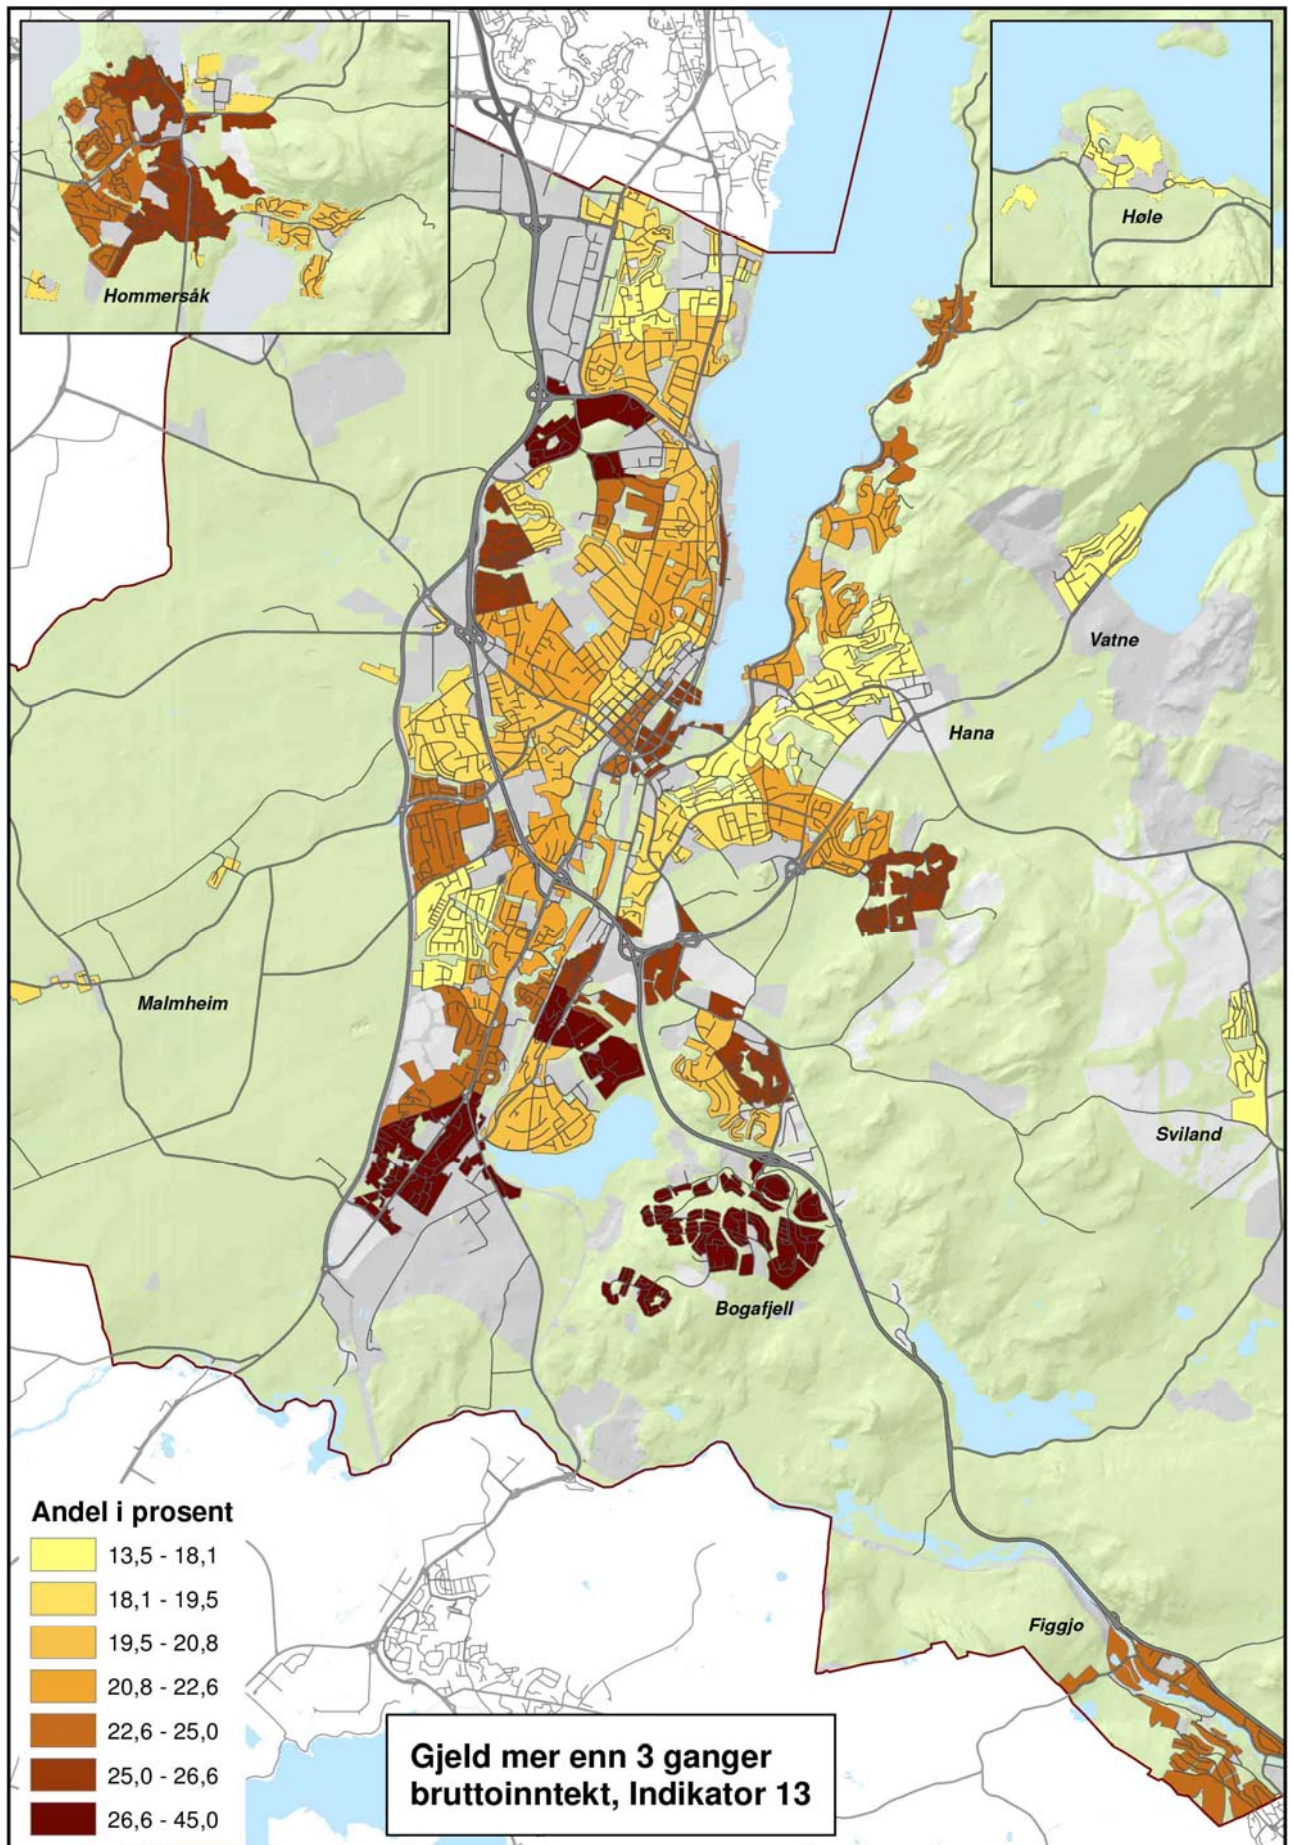 Hommersåk
Høle
Vatne
Hana
Malmheim
Sviland
Bogafjell
Figgjo
Andel i prosent
13,5 - 18,1
18,1 - 19,5
19,5 - 20,8
20,8 - 22,6
22,6 - 25,0
25,0 - 26,6
26,6 - 45,0
Gjeld mer enn 3 ganger
bruttoinntekt, Indikator 13